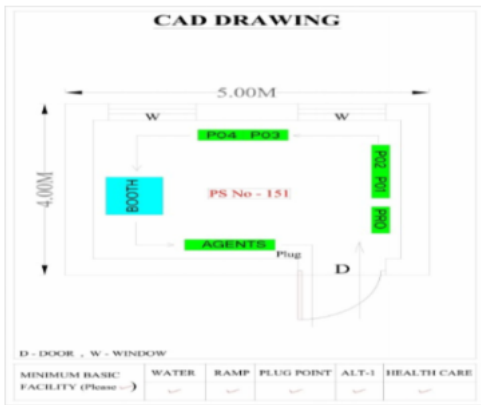 CAD DRAWING
5.00M
W W
PO4 PO3
4.00M
PO2 PO1
BOOTH
PS No - 151
PRO
AGENTS
Plug
D
D - DOOR , W - WINDOW
MINIMUM BASIC FACILITY (Please ✓) WATER RAMP PLUG POINT ALT-1 HEALTH CARE
✓ ✓ ✓ ✓ ✓